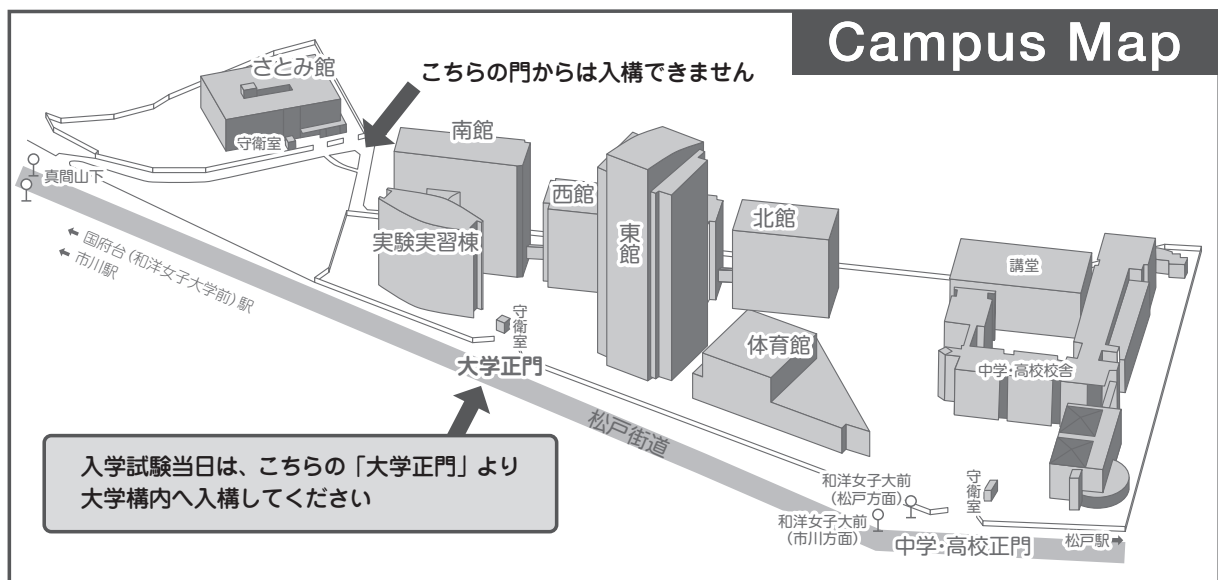 Campus Map
さとみ館
こちらの門からは入構できません
守衛室
南館
真間山下
西館
東館
北館
実験実習棟
← 国府台(和洋女子大学前)駅
← 市川駅
講堂
守衛室
大学正門
体育館
中学・高校校舎
松戸街道
入学試験当日は、こちらの「大学正門」より
大学構内へ入構してください
和洋女子大前
(松戸方面)
守衛室
和洋女子大前
(市川方面)
中学・高校正門
松戸駅➡